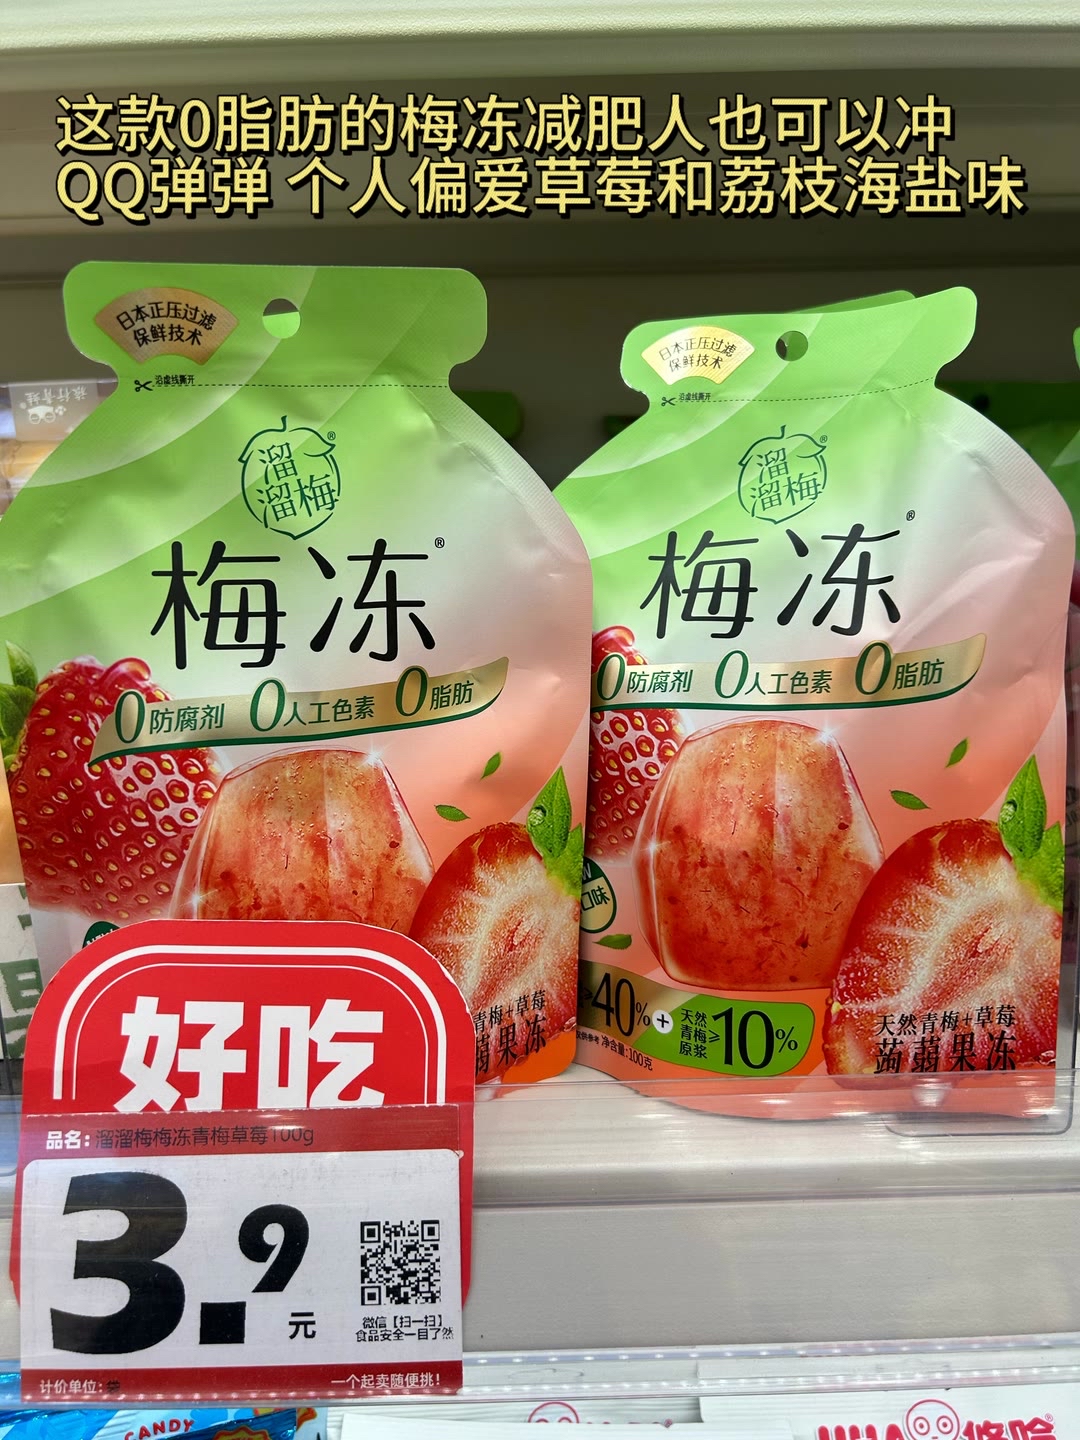 这款0脂肪的梅冻减肥人也可以冲
QQ弹弹 个人偏爱草莓和荔枝海盐味
日本正压过滤
保鲜技术
沿虚线撕开
溜
溜梅®
梅冻®
0防腐剂 0人工色素 0脂肪
青梅+草莓
蒟果冻
日本正压过滤
保鲜技术
沿虚线撕开
溜
溜梅®
梅冻®
0防腐剂 0人工色素 0脂肪
40%+
天然
青梅
原浆
≥10%
净含量:100克
天然青梅+草莓
蒟蒻果冻
旅行青蛙®
好吃
品名：溜溜梅梅冻青梅草莓100g
3.9元
微信【扫一扫】
食品安全一目了然
计价单位：袋
一个起卖随便挑！
CANDY
悠哈®